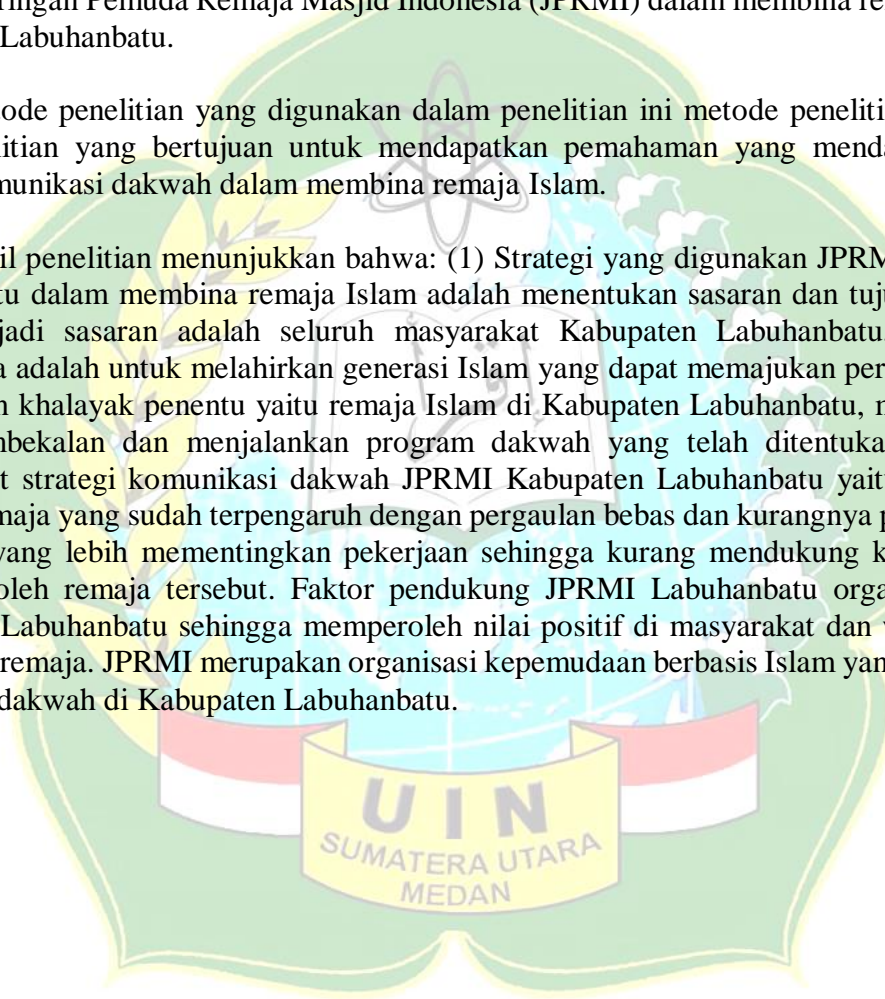 ringan Pemuda Remaja Masjid Indonesia (JPRMI) dalam membina re
Labuhanbatu.
ode penelitian yang digunakan dalam penelitian ini metode peneliti
litian yang bertujuan untuk mendapatkan pemahaman yang menda
munikasi dakwah dalam membina remaja Islam.
il penelitian menunjukkan bahwa: (1) Strategi yang digunakan JPRM
tu dalam membina remaja Islam adalah menentukan sasaran dan tuju
jadi sasaran adalah seluruh masyarakat Kabupaten Labuhanbatu.
a adalah untuk melahirkan generasi Islam yang dapat memajukan per
n khalayak penentu yaitu remaja Islam di Kabupaten Labuhanbatu, m
mbekalan dan menjalankan program dakwah yang telah ditentuka
t strategi komunikasi dakwah JPRMI Kabupaten Labuhanbatu yait
maja yang sudah terpengaruh dengan pergaulan bebas dan kurangnya p
yang lebih mementingkan pekerjaan sehingga kurang mendukung k
oleh remaja tersebut. Faktor pendukung JPRMI Labuhanbatu orga
Labuhanbatu sehingga memperoleh nilai positif di masyarakat dan
remaja. JPRMI merupakan organisasi kepemudaan berbasis Islam yan
dakwah di Kabupaten Labuhanbatu.
UIN
SUMATERA UTARA
MEDAN